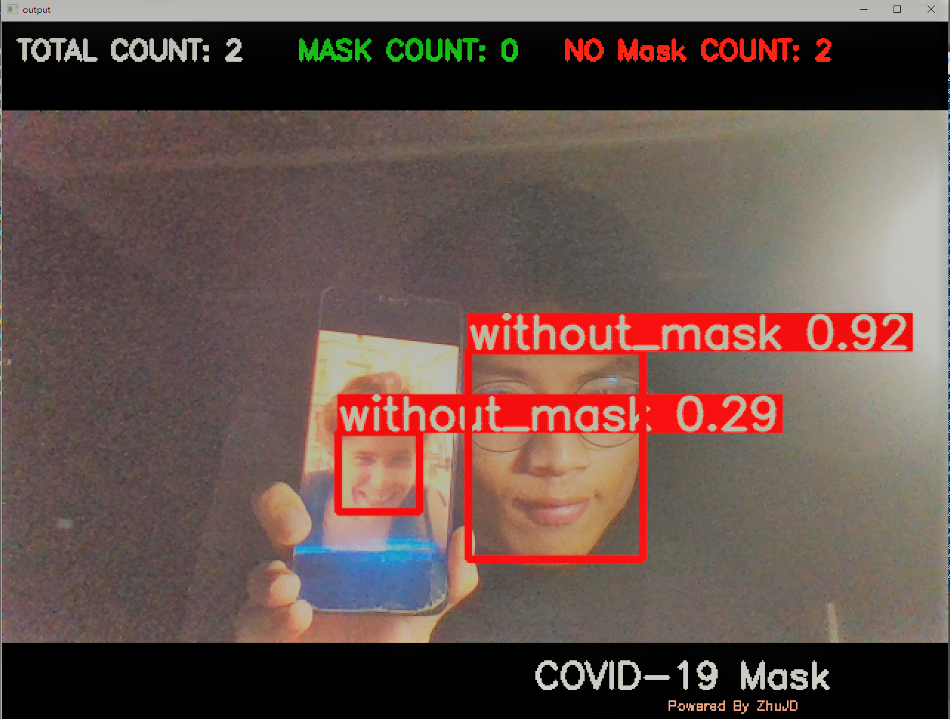 output
TOTAL COUNT: 2 MASK COUNT: 0 NO Mask COUNT: 2
without_mask 0.92
without_mask 0.29
COVID-19 Mask
Powered By ZhuJD